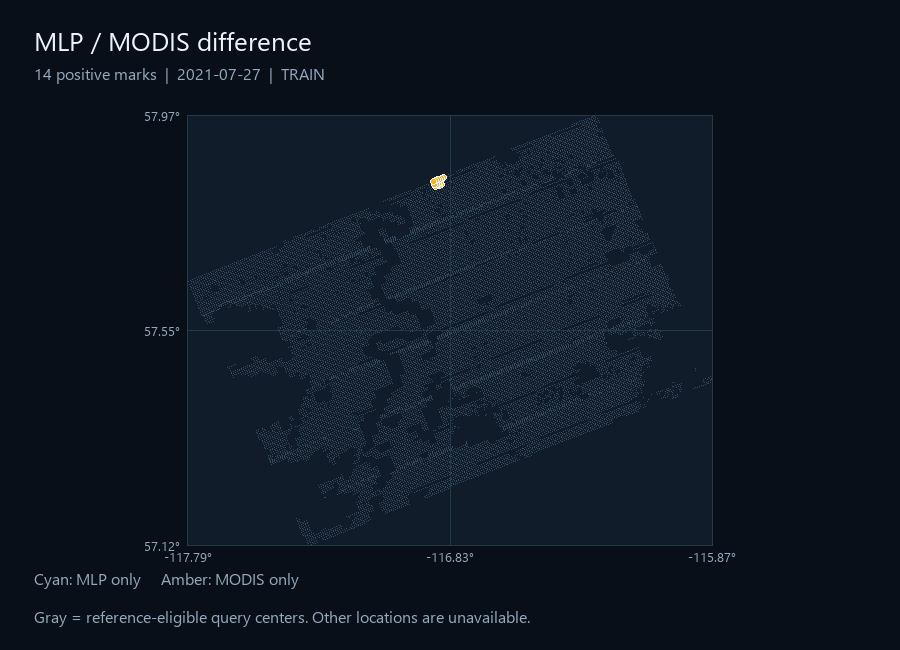 MLP / MODIS difference
14 positive marks | 2021-07-27 | TRAIN
57.97°
57.55°
57.12°
-117.79° -116.83° -115.87°
Cyan: MLP only Amber: MODIS only
Gray = reference-eligible query centers. Other locations are unavailable.